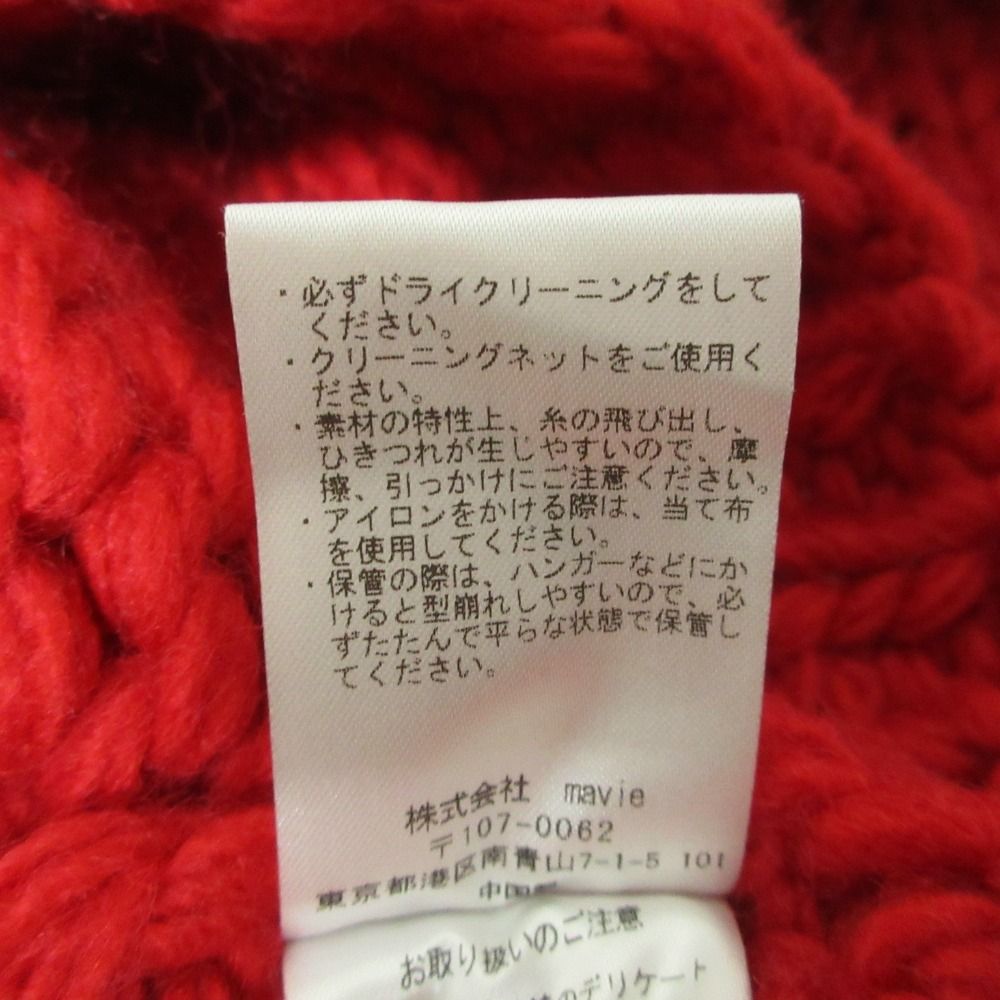 ・必ずドライクリーニングをして
ください。
・クリーニングネットをご使用く
ださい。
・素材の特性上、糸の飛び出し、
ひきつれが生じやすいので、摩
擦、引っかけにご注意ください。
・アイロンをかける際は、当て布
を使用してください。
・保管の際は、ハンガーなどにか
けると型崩れしやすいので、必
ずたたんで平らな状態で保管し
てください。
株式会社 mavie
〒107-0062
東京都港区南青山7-1-5 101
中国
お取り扱いのご注意
のデリケート